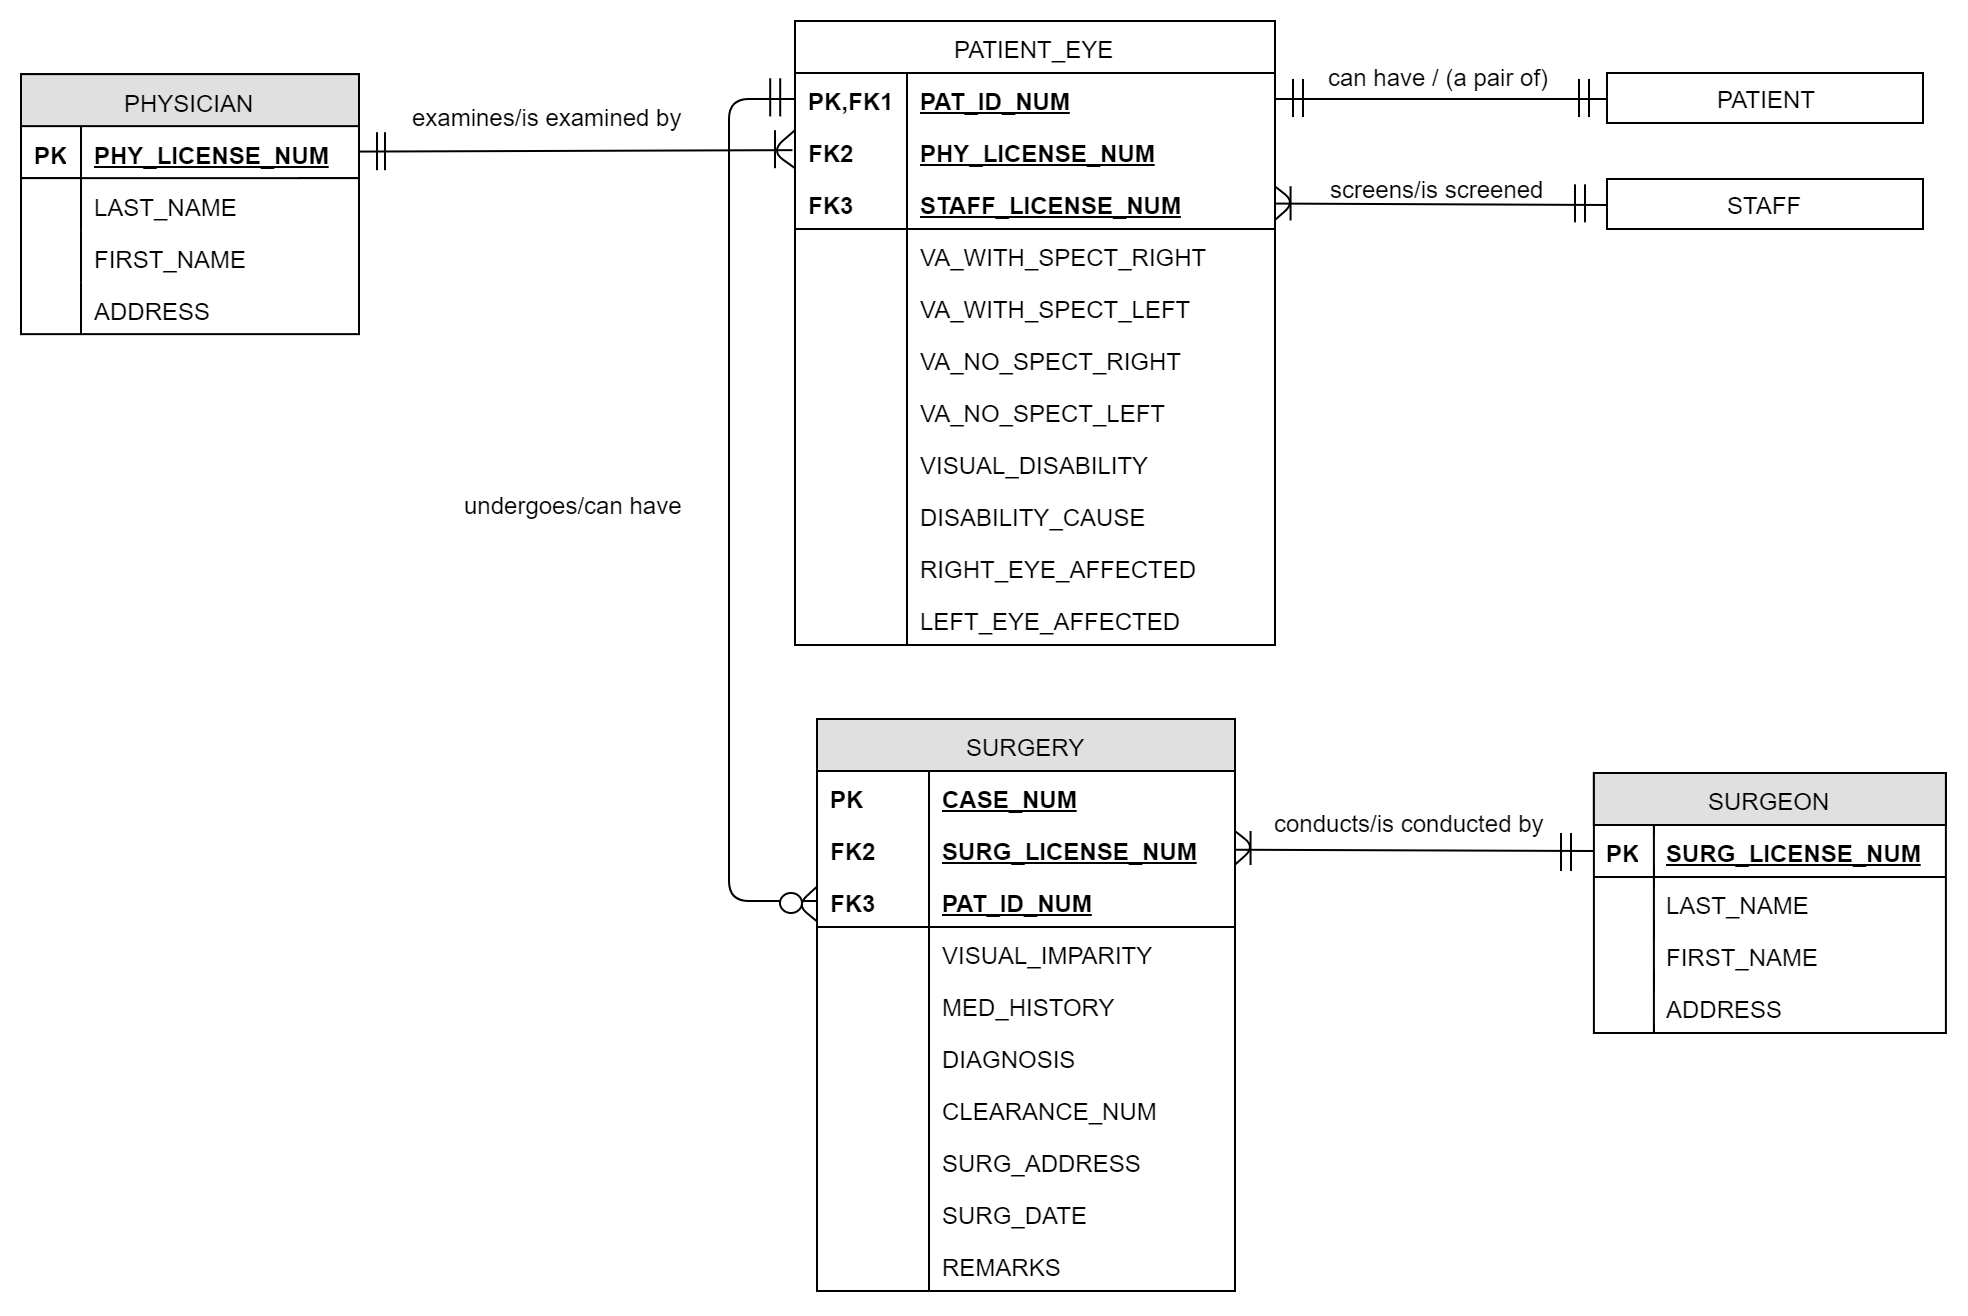 PHYSICIAN
PK PHY_LICENSE_NUM
LAST_NAME
FIRST_NAME
ADDRESS
examines/is examined by
PATIENT_EYE
PK,FK1 PAT_ID_NUM
FK2 PHY_LICENSE_NUM
FK3 STAFF_LICENSE_NUM
VA_WITH_SPECT_RIGHT
VA_WITH_SPECT_LEFT
VA_NO_SPECT_RIGHT
VA_NO_SPECT_LEFT
VISUAL_DISABILITY
DISABILITY_CAUSE
RIGHT_EYE_AFFECTED
LEFT_EYE_AFFECTED
can have / (a pair of)
PATIENT
screens/is screened
STAFF
undergoes/can have
SURGERY
PK CASE_NUM
FK2 SURG_LICENSE_NUM
FK3 PAT_ID_NUM
VISUAL_IMPARITY
MED_HISTORY
DIAGNOSIS
CLEARANCE_NUM
SURG_ADDRESS
SURG_DATE
REMARKS
conducts/is conducted by
SURGEON
PK SURG_LICENSE_NUM
LAST_NAME
FIRST_NAME
ADDRESS